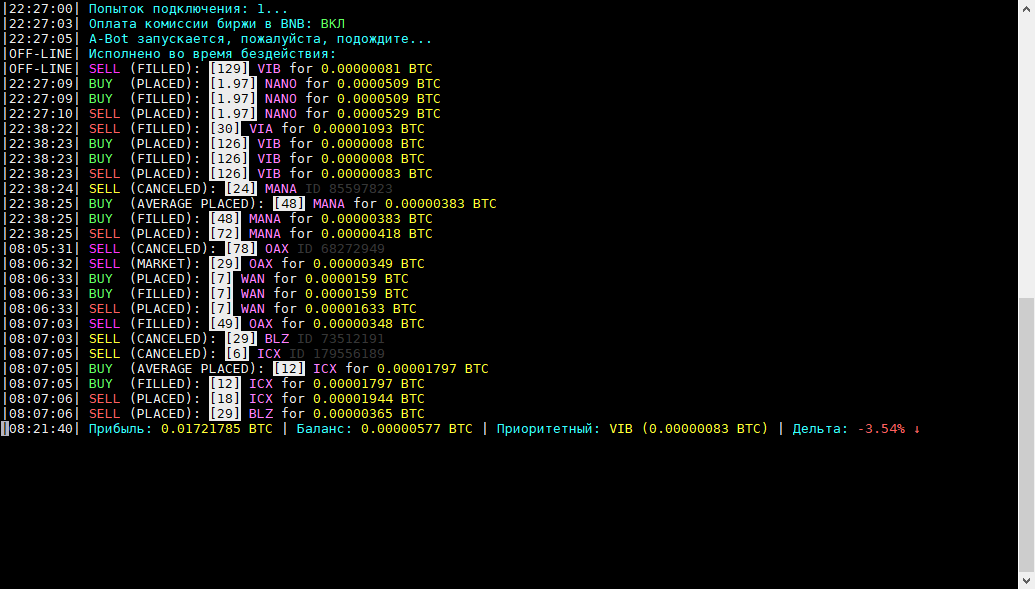 |22:27:00| Попыток подключения: 1...
|22:27:03| Оплата комиссии биржи в BNB: ВКЛ
|22:27:05| A-Bot запускается, пожалуйста, подождите...
|OFF-LINE| Исполнено во время бездействия:
|OFF-LINE| SELL (FILLED): [129] VIB for 0.00000081 BTC
|22:27:09| BUY  (PLACED): [1.97] NANO for 0.0000509 BTC
|22:27:09| BUY  (FILLED): [1.97] NANO for 0.0000509 BTC
|22:27:10| SELL (PLACED): [1.97] NANO for 0.0000529 BTC
|22:38:22| SELL (FILLED): [30] VIA for 0.00001093 BTC
|22:38:23| BUY  (PLACED): [126] VIB for 0.0000008 BTC
|22:38:23| BUY  (FILLED): [126] VIB for 0.0000008 BTC
|22:38:23| SELL (PLACED): [126] VIB for 0.00000083 BTC
|22:38:24| SELL (CANCELED): [24] MANA ID 85597823
|22:38:25| BUY  (AVERAGE PLACED): [48] MANA for 0.00000383 BTC
|22:38:25| BUY  (FILLED): [48] MANA for 0.00000383 BTC
|22:38:25| SELL (PLACED): [72] MANA for 0.00000418 BTC
|08:05:31| SELL (CANCELED): [78] OAX ID 68272949
|08:06:32| SELL (MARKET): [29] OAX for 0.00000349 BTC
|08:06:33| BUY  (PLACED): [7] WAN for 0.0000159 BTC
|08:06:33| BUY  (FILLED): [7] WAN for 0.0000159 BTC
|08:06:33| SELL (PLACED): [7] WAN for 0.00001633 BTC
|08:07:03| SELL (FILLED): [49] OAX for 0.00000348 BTC
|08:07:03| SELL (CANCELED): [29] BLZ ID 73512191
|08:07:05| SELL (CANCELED): [6] ICX ID 179556189
|08:07:05| BUY  (AVERAGE PLACED): [12] ICX for 0.00001797 BTC
|08:07:05| BUY  (FILLED): [12] ICX for 0.00001797 BTC
|08:07:06| SELL (PLACED): [18] ICX for 0.00001944 BTC
|08:07:06| SELL (PLACED): [29] BLZ for 0.00000365 BTC
|08:21:40| Прибыль: 0.01721785 BTC | Баланс: 0.00000577 BTC | Приоритетный: VIB (0.00000083 BTC) | Дельта: -3.54% ↓